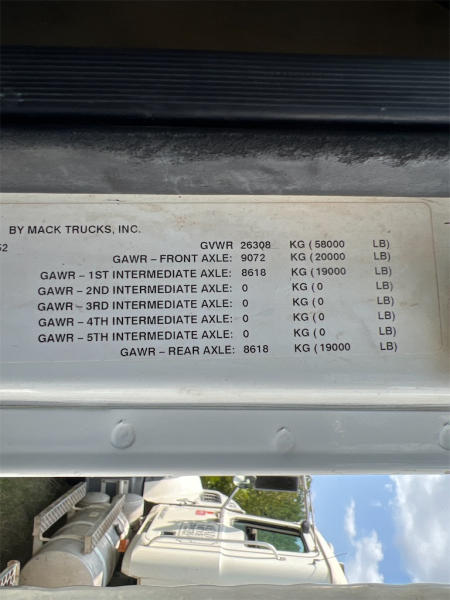 BY MACK TRUCKS, INC.
52 GVWR 26308 KG (58000 LB)
GAWR – FRONT AXLE: 9072 KG (20000 LB)
GAWR – 1ST INTERMEDIATE AXLE: 8618 KG (19000 LB)
GAWR – 2ND INTERMEDIATE AXLE: 0 KG (0 LB)
GAWR – 3RD INTERMEDIATE AXLE: 0 KG (0 LB)
GAWR – 4TH INTERMEDIATE AXLE: 0 KG (0 LB)
GAWR – 5TH INTERMEDIATE AXLE: 0 KG (0 LB)
GAWR – REAR AXLE: 8618 KG (19000 LB)